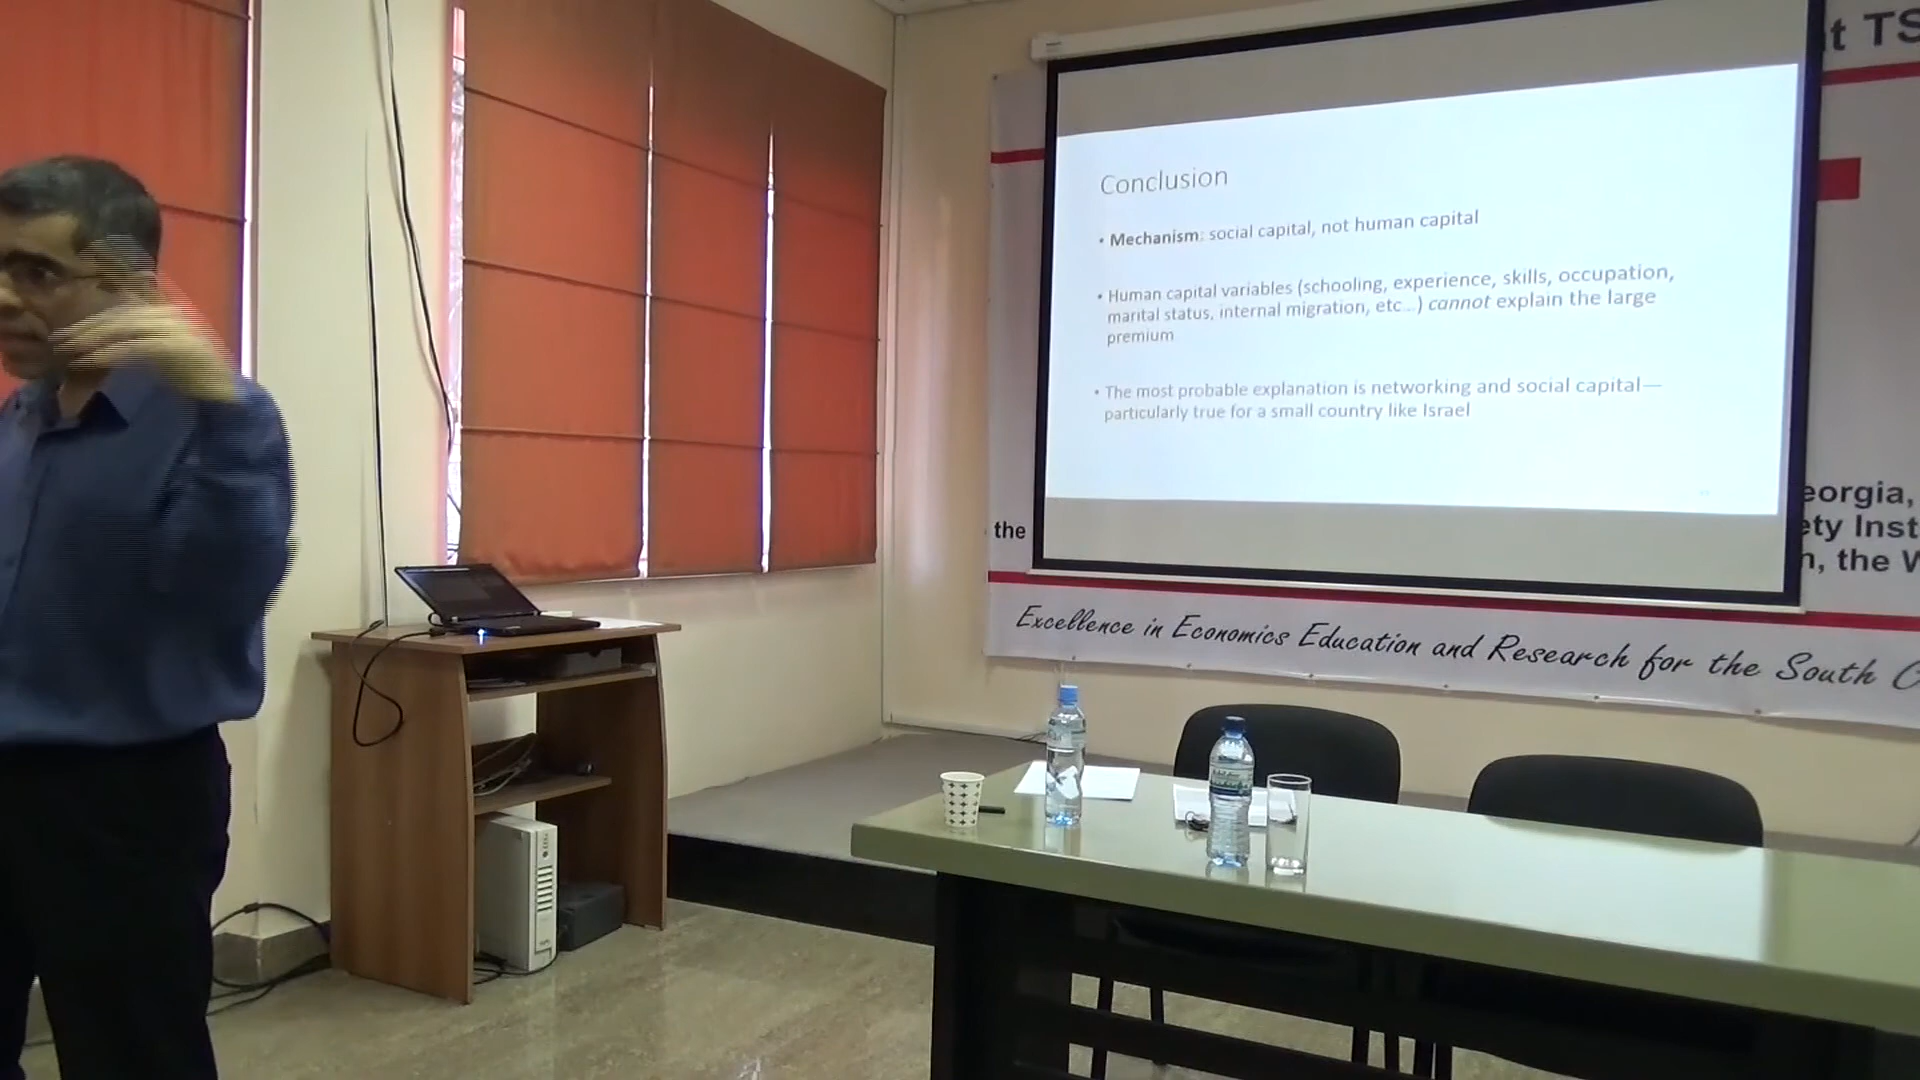 t TS
Conclusion
• Mechanism: social capital, not human capital
• Human capital variables (schooling, experience, skills, occupation,
marital status, internal migration, etc…) cannot explain the large
premium
• The most probable explanation is networking and social capital—
particularly true for a small country like Israel
eorgia,
the
ety Inst
n, the W
Excellence in Economics Education and Research for the South C